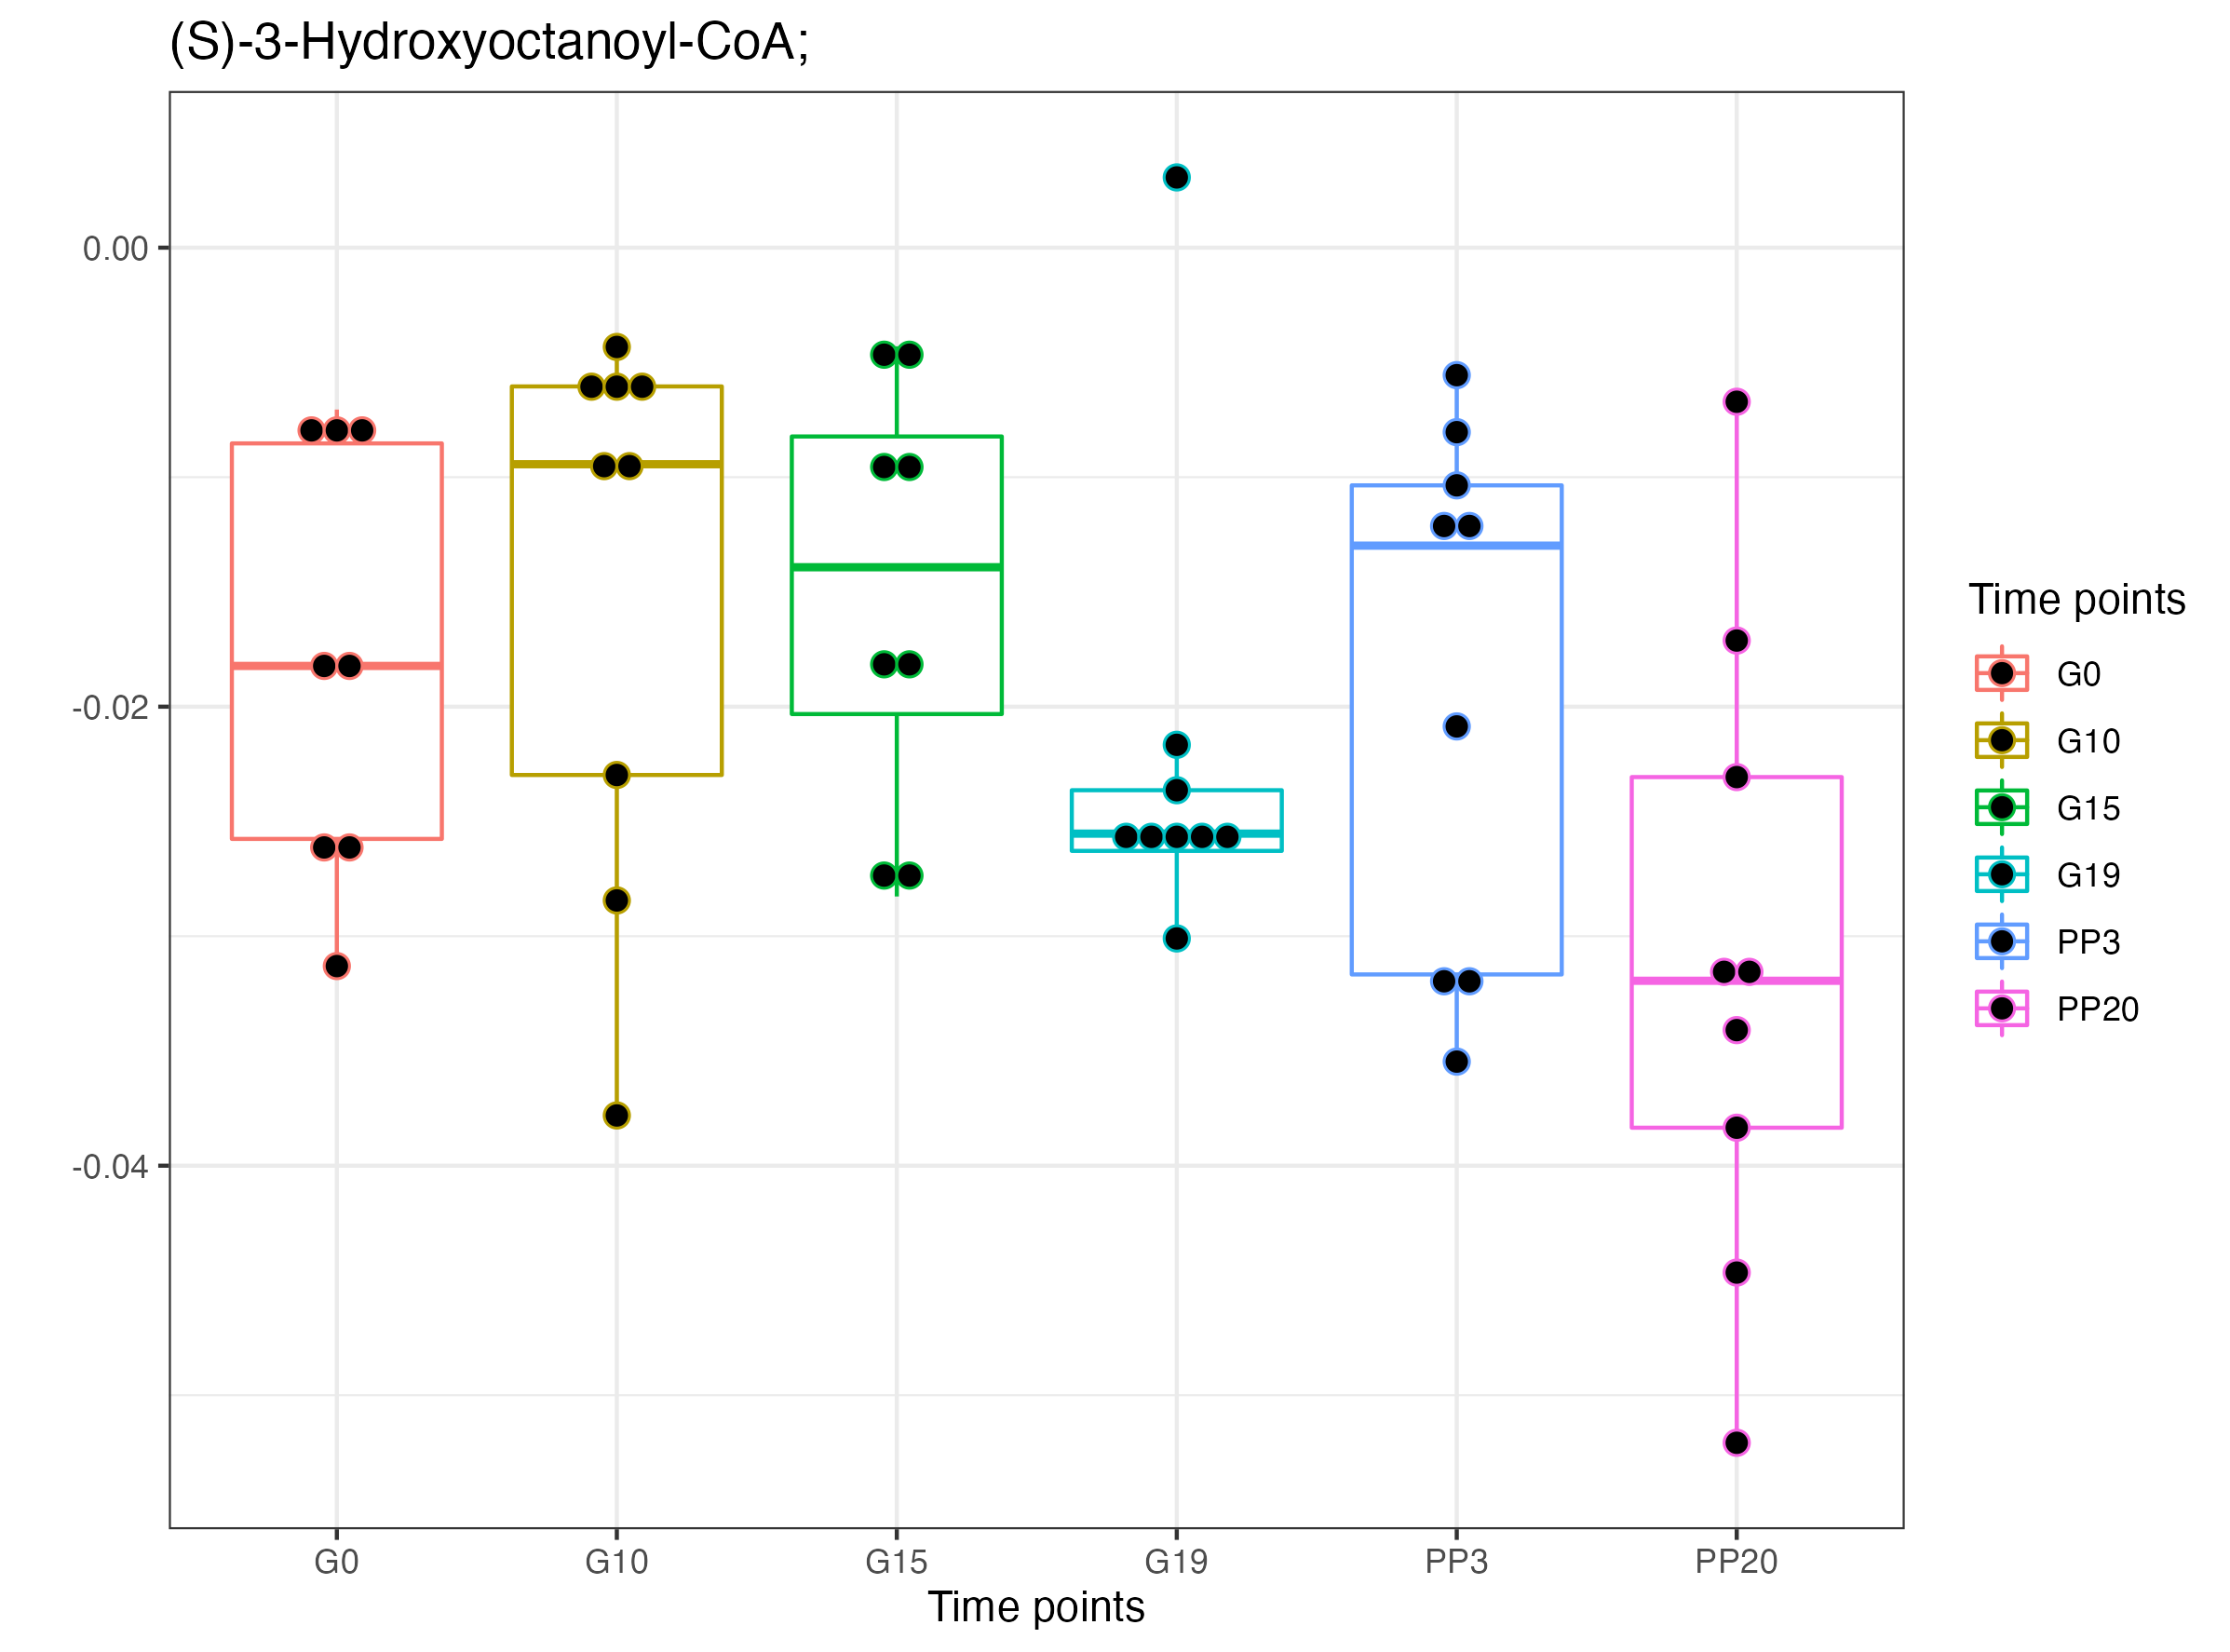 (S)-3-Hydroxyoctanoyl-CoA;
0.00
-0.02
-0.04
G0 G10 G15 G19 PP3 PP20
Time points
Time points
G0
G10
G15
G19
PP3
PP20